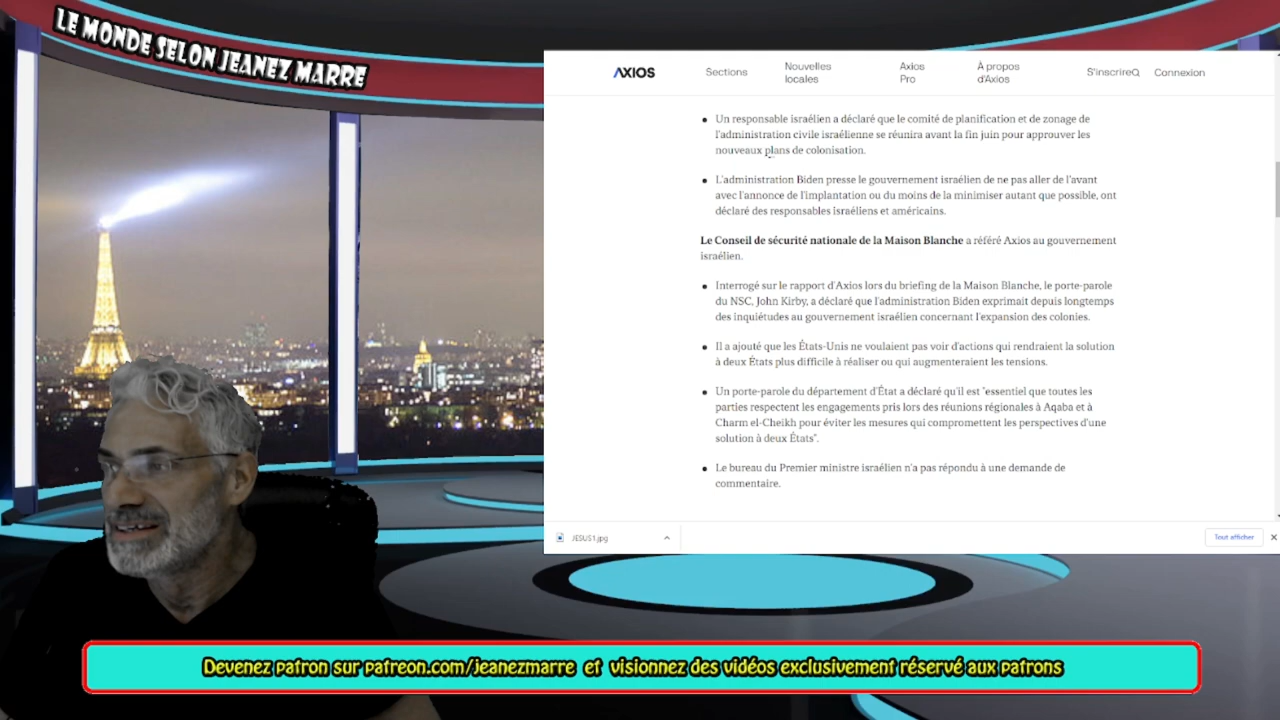 LE MONDE SELON JEANEZ MARRE
AXIOS
Sections
Nouvelles
locales
Axios
Pro
À propos
d'Axios
S'inscrire
Connexion
Un responsable israélien a déclaré que le comité de planification et de zonage de
l'administration civile israélienne se réunira avant la fin juin pour approuver les
nouveaux plans de colonisation.
L'administration Biden presse le gouvernement israélien de ne pas aller de l'avant
avec l'annonce de l'implantation ou du moins de la minimiser autant que possible, ont
déclaré des responsables israéliens et américains.
Le Conseil de sécurité nationale de la Maison Blanche a référé Axios au gouvernement
israélien.
Interrogé sur le rapport d'Axios lors du briefing de la Maison Blanche, le porte-parole
du NSC, John Kirby, a déclaré que l'administration Biden exprimait depuis longtemps
des inquiétudes au gouvernement israélien concernant l'expansion des colonies.
Il a ajouté que les États-Unis ne voulaient pas voir d'actions qui rendraient la solution
à deux États plus difficile à réaliser ou qui augmenteraient les tensions.
Un porte-parole du département d'État a déclaré qu'il est "essentiel que toutes les
parties respectent les engagements pris lors des réunions régionales à Aqaba et à
Charm el-Cheikh pour éviter les mesures qui compromettent les perspectives d'une
solution à deux États".
Le bureau du Premier ministre israélien n'a pas répondu à une demande de
commentaire.
JESUS1.jpg
Tout afficher
Devenez patron sur patreon.com/jeanezmarre et visionnez des vidéos exclusivement réservé aux patrons